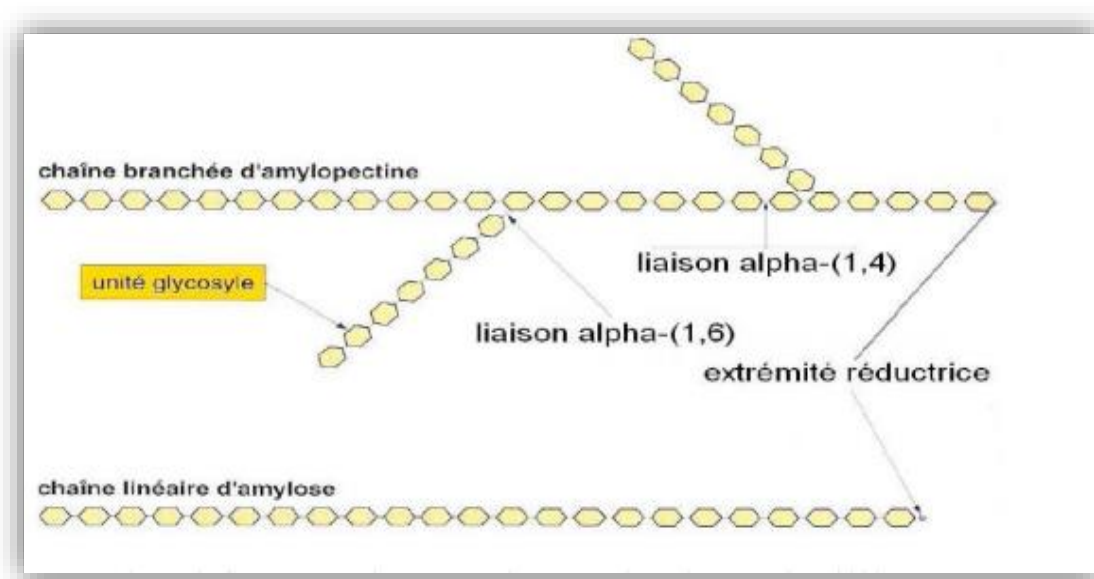 chaîne branchée d'amylopectine
liaison alpha-(1,4)
unité glycosyle
liaison alpha-(1,6)
extrémité réductrice
chaîne linéaire d'amylose